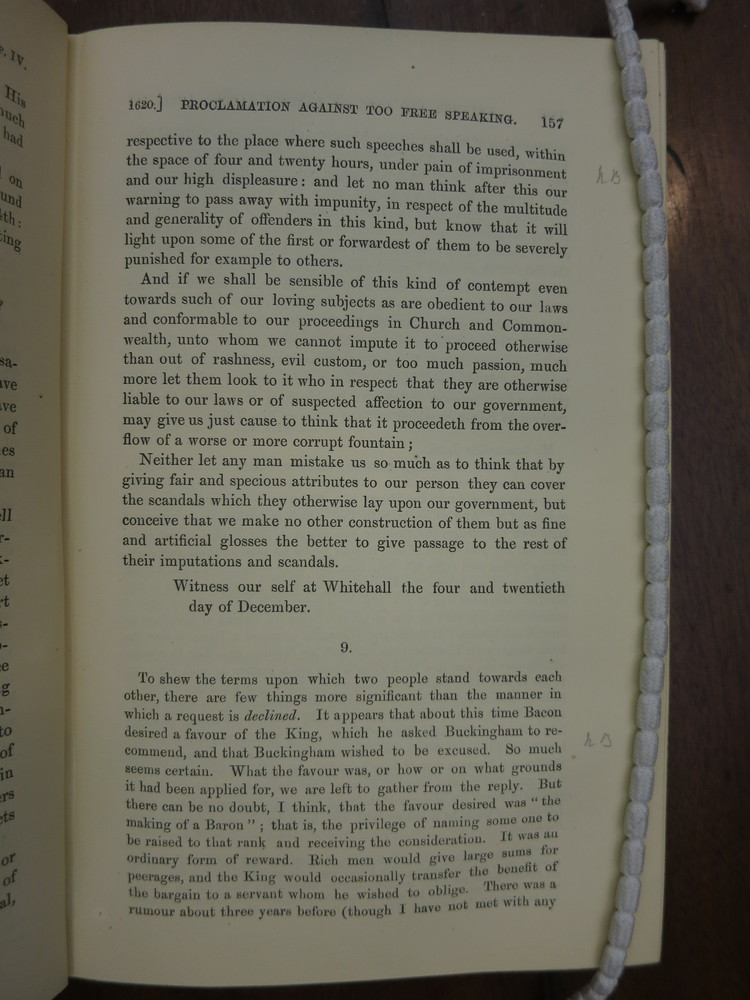 1620.] PROCLAMATION AGAINST TOO FREE SPEAKING. 157
respective to the place where such speeches shall be used, within
the space of four and twenty hours, under pain of imprisonment
and our high displeasure: and let no man think after this our
warning to pass away with impunity, in respect of the multitude
and generality of offenders in this kind, but know that it will
light upon some of the first or forwardest of them to be severely
punished for example to others.
And if we shall be sensible of this kind of contempt even
towards such of our loving subjects as are obedient to our laws
and conformable to our proceedings in Church and Common-
wealth, unto whom we cannot impute it to proceed otherwise
than out of rashness, evil custom, or too much passion, much
more let them look to it who in respect that they are otherwise
liable to our laws or of suspected affection to our government,
may give us just cause to think that it proceedeth from the over-
flow of a worse or more corrupt fountain;
Neither let any man mistake us so much as to think that by
giving fair and specious attributes to our person they can cover
the scandals which they otherwise lay upon our government, but
conceive that we make no other construction of them but as fine
and artificial glosses the better to give passage to the rest of
their imputations and scandals.
Witness our self at Whitehall the four and twentieth
day of December.
9.
To shew the terms upon which two people stand towards each
other, there are few things more significant than the manner in
which a request is declined. It appears that about this time Bacon
desired a favour of the King, which he asked Buckingham to re-
commend, and that Buckingham wished to be excused. So much
seems certain. What the favour was, or how or on what grounds
it had been applied for, we are left to gather from the reply. But
there can be no doubt, I think, that the favour desired was "the
making of a Baron"; that is, the privilege of naming some one to
be raised to that rank and receiving the consideration. It was an
ordinary form of reward. Rich men would give large sums for
peerages, and the King would occasionally transfer the benefit of
the bargain to a servant whom he wished to oblige. There was a
rumour about three years before (though I have not met with any